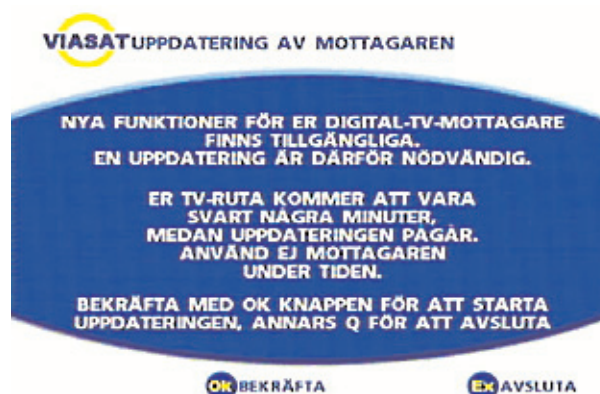 VIASAT UPPDATERING AV MOTTAGAREN
NYA FUNKTIONER FÖR ER DIGITAL-TV-MOTTAGARE
FINNS TILLGÄNGLIGA.
EN UPPDATERING ÄR DÄRFÖR NÖDVÄNDIG.
ER TV-RUTA KOMMER ATT VARA
SVART NÅGRA MINUTER,
MEDAN UPPDATERINGEN PÅGÅR.
ANVÄND EJ MOTTAGAREN
UNDER TIDEN.
BEKRÄFTA MED OK KNAPPEN FÖR ATT STARTA
UPPDATERINGEN, ANNARS Q FÖR ATT AVSLUTA
Ok BEKRÄFTA Ex AVSLUTA